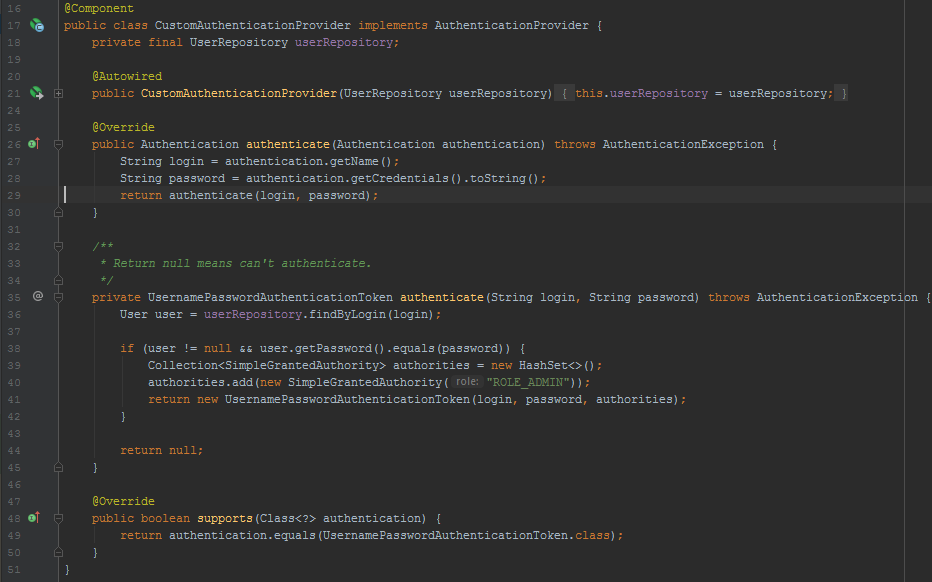 16 @Component
17 public class CustomAuthenticationProvider implements AuthenticationProvider {
18     private final UserRepository userRepository;
19
20     @Autowired
21     public CustomAuthenticationProvider(UserRepository userRepository) { this.userRepository = userRepository; }
24
25     @Override
26     public Authentication authenticate(Authentication authentication) throws AuthenticationException {
27         String login = authentication.getName();
28         String password = authentication.getCredentials().toString();
29         return authenticate(login, password);
30     }
31
32     /**
33      * Return null means can't authenticate.
34      */
35 @   private UsernamePasswordAuthenticationToken authenticate(String login, String password) throws AuthenticationException {
36         User user = userRepository.findByLogin(login);
37
38         if (user != null && user.getPassword().equals(password)) {
39             Collection<SimpleGrantedAuthority> authorities = new HashSet<>();
40             authorities.add(new SimpleGrantedAuthority( role: "ROLE_ADMIN"));
41             return new UsernamePasswordAuthenticationToken(login, password, authorities);
42         }
43
44         return null;
45     }
46
47     @Override
48     public boolean supports(Class<?> authentication) {
49         return authentication.equals(UsernamePasswordAuthenticationToken.class);
50     }
51 }